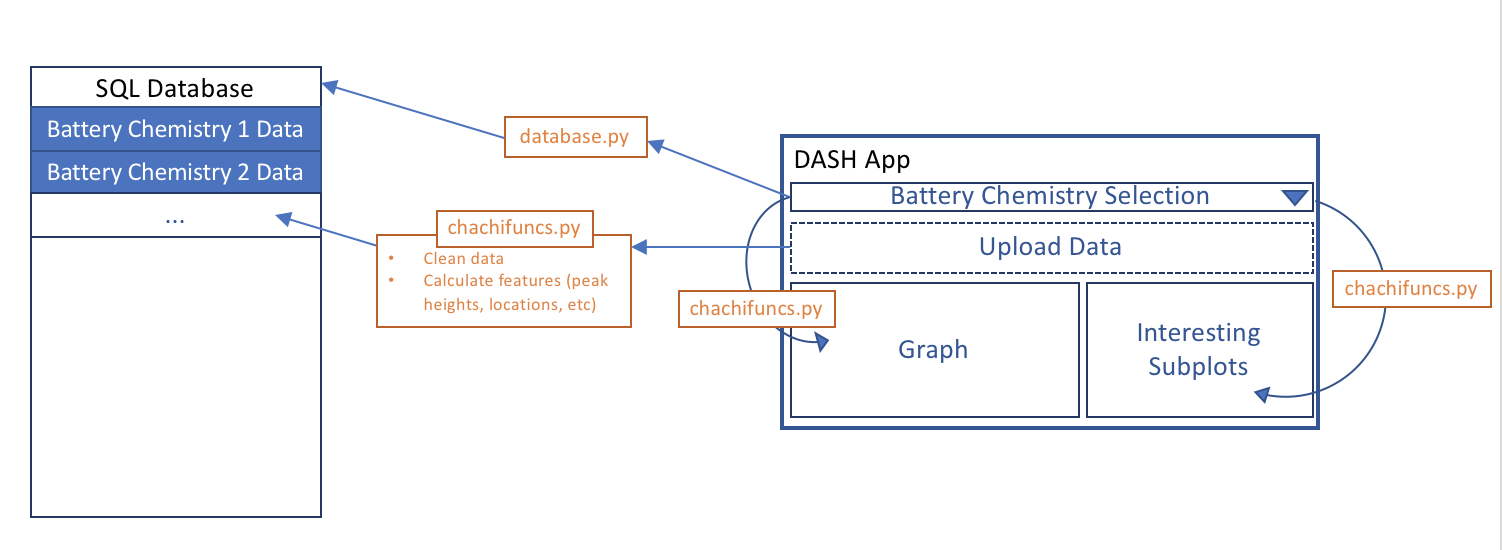 SQL Database
Battery Chemistry 1 Data
Battery Chemistry 2 Data
...
database.py
chachifuncs.py
• Clean data
• Calculate features (peak
heights, locations, etc)
DASH App
Battery Chemistry Selection
Upload Data
chachifuncs.py
Graph
Interesting
Subplots
chachifuncs.py